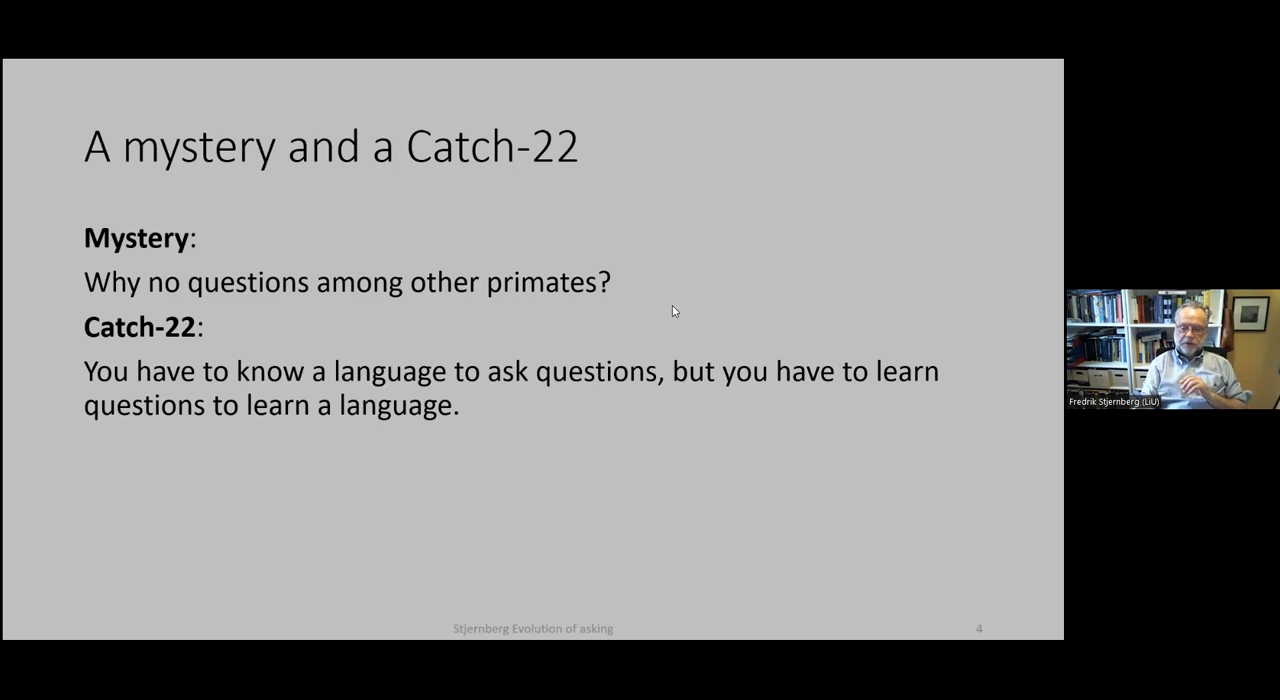 A mystery and a Catch-22
Mystery:
Why no questions among other primates?
Catch-22:
You have to know a language to ask questions, but you have to learn
questions to learn a language.
Stjernberg Evolution of asking
4
Fredrik Stjernberg (LiU)